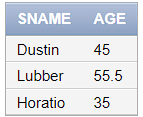 SNAME AGE
Dustin 45
Lubber 55.5
Horatio 35